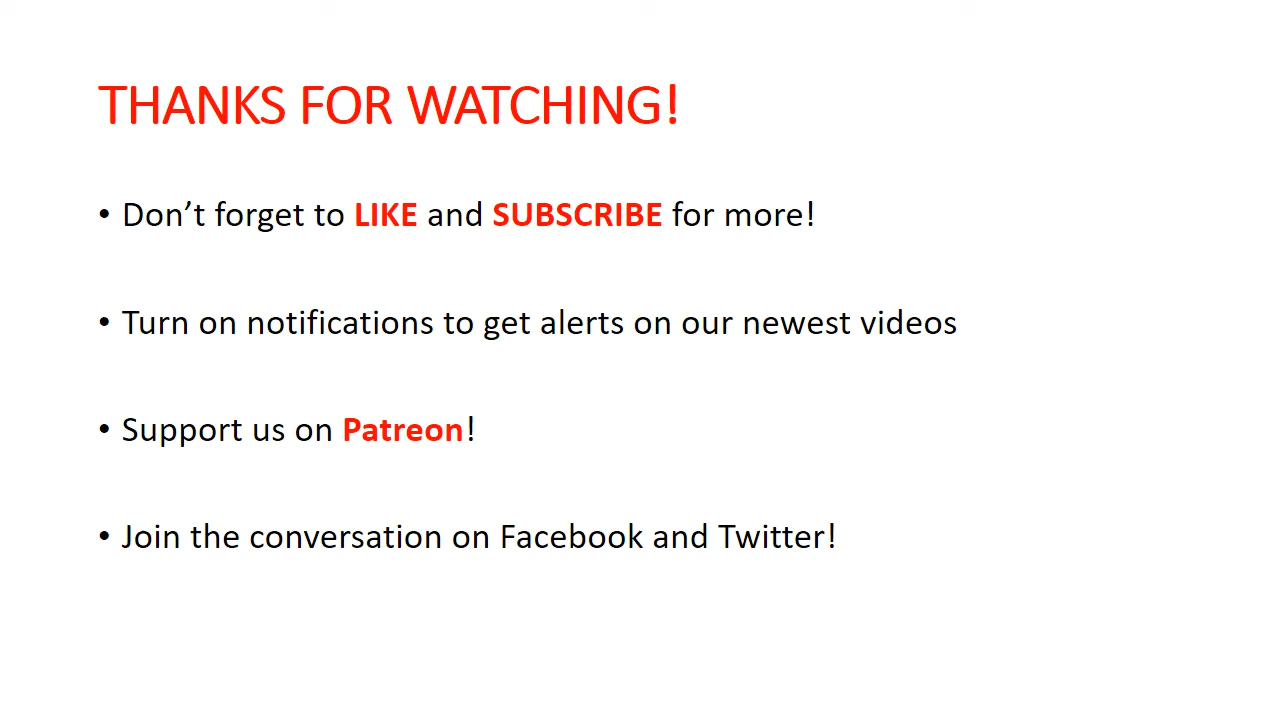 THANKS FOR WATCHING!
• Don’t forget to LIKE and SUBSCRIBE for more!
• Turn on notifications to get alerts on our newest videos
• Support us on Patreon!
• Join the conversation on Facebook and Twitter!